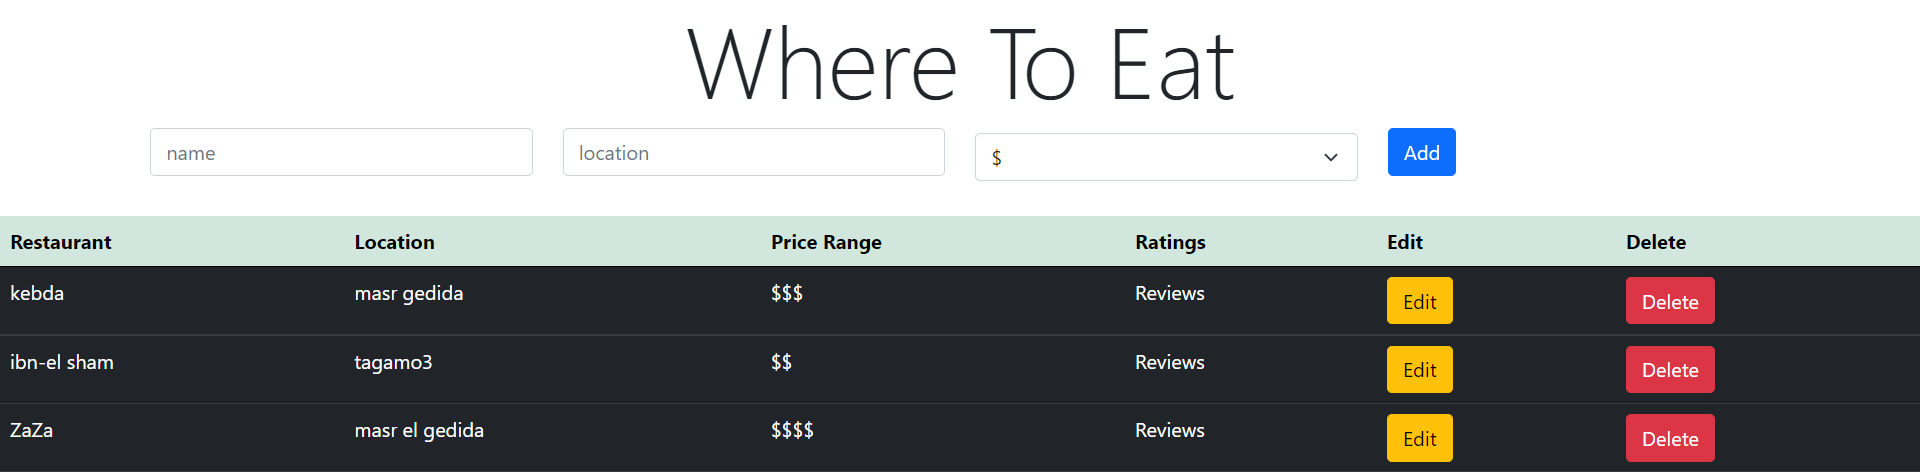 Where To Eat
name location $ Add
Restaurant Location Price Range Ratings Edit Delete
kebda masr gedida $$$ Reviews Edit Delete
ibn-el sham tagamo3 $$ Reviews Edit Delete
ZaZa masr el gedida $$$$ Reviews Edit Delete